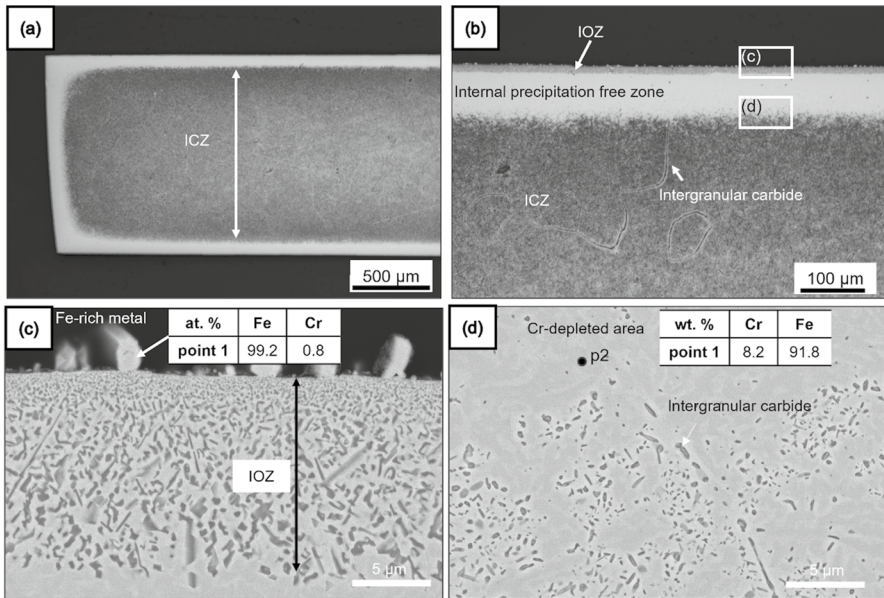 (a)
ICZ
500 µm
(b)
IOZ
(c)
Internal precipitation free zone
(d)
Intergranular carbide
ICZ
100 µm
(c)
Fe-rich metal
at. % Fe Cr
point 1 99.2 0.8
IOZ
5 µm
(d)
Cr-depleted area
p2
wt. % Cr Fe
point 1 8.2 91.8
Intergranular carbide
5 µm